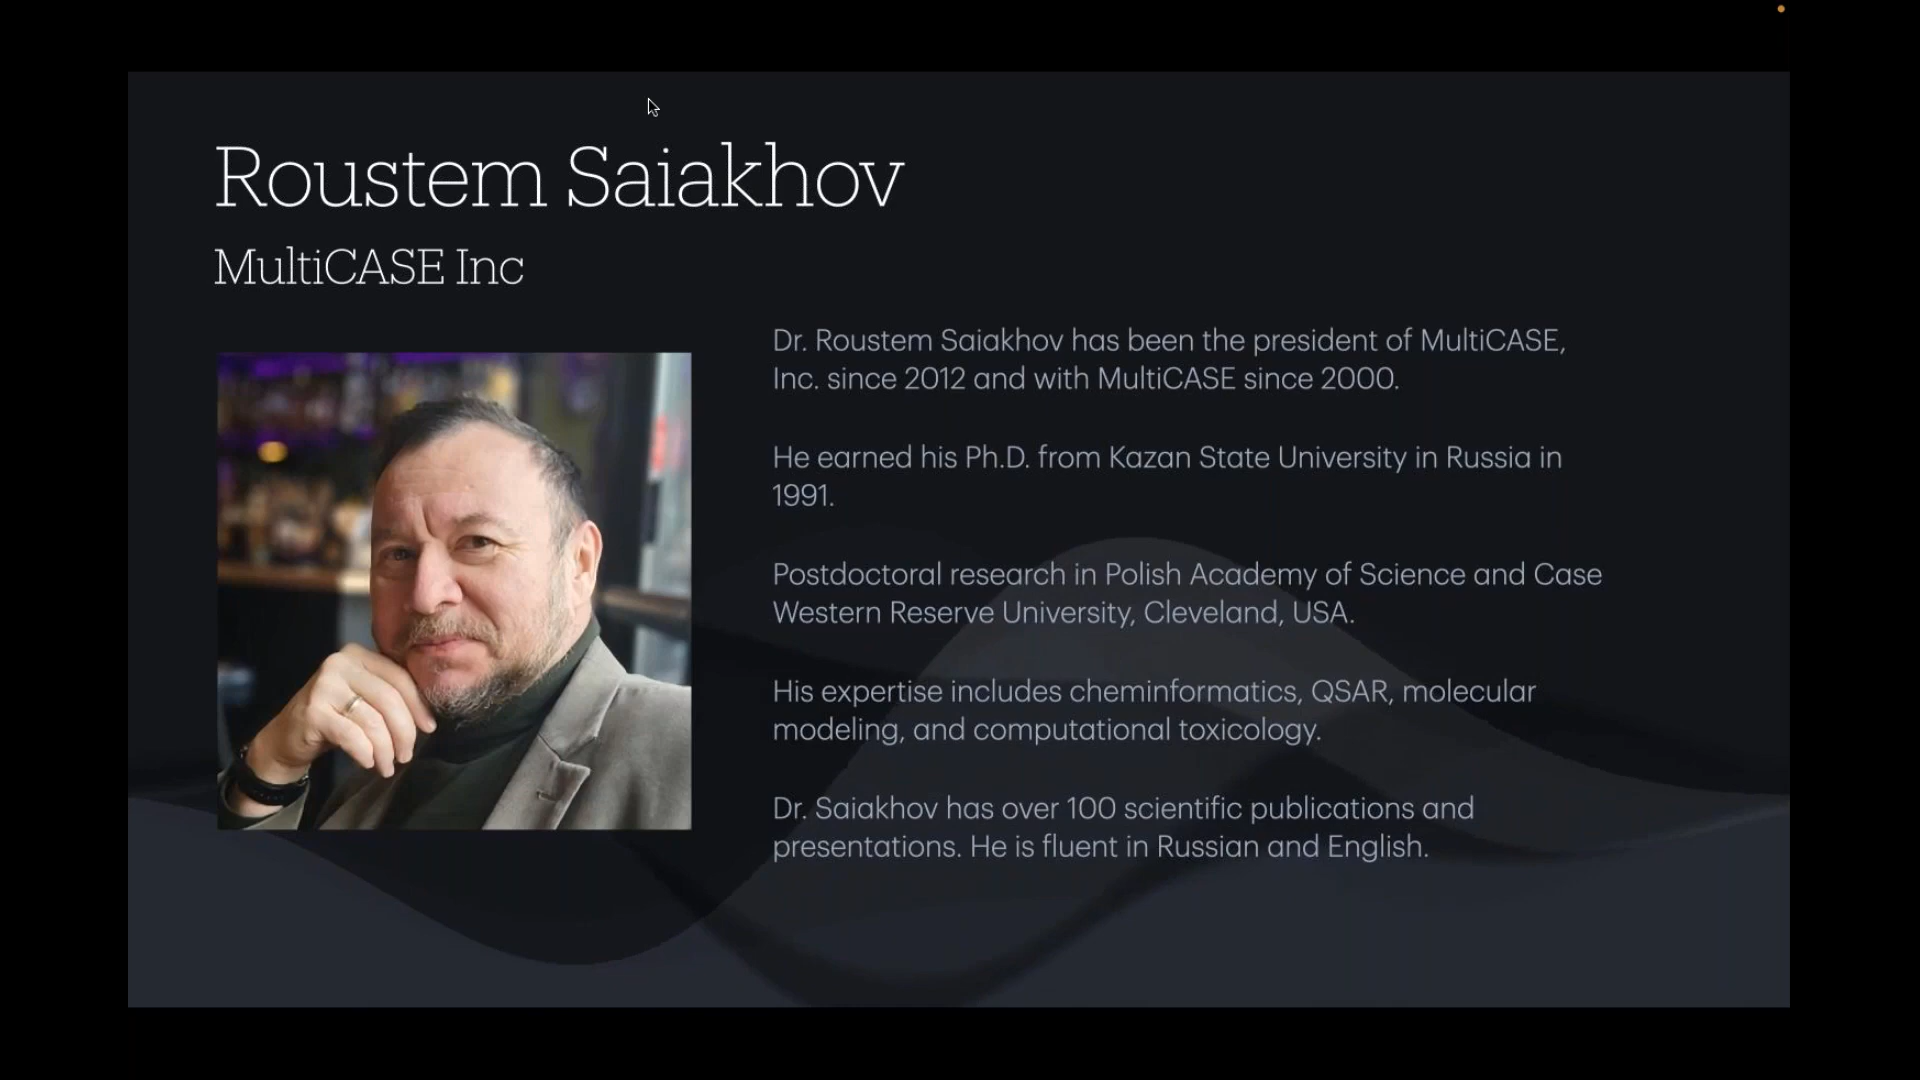 Roustem Saiakhov
MultiCASE Inc
Dr. Roustem Saiakhov has been the president of MultiCASE,
Inc. since 2012 and with MultiCASE since 2000.
He earned his Ph.D. from Kazan State University in Russia in
1991.
Postdoctoral research in Polish Academy of Science and Case
Western Reserve University, Cleveland, USA.
His expertise includes cheminformatics, QSAR, molecular
modeling, and computational toxicology.
Dr. Saiakhov has over 100 scientific publications and
presentations. He is fluent in Russian and English.